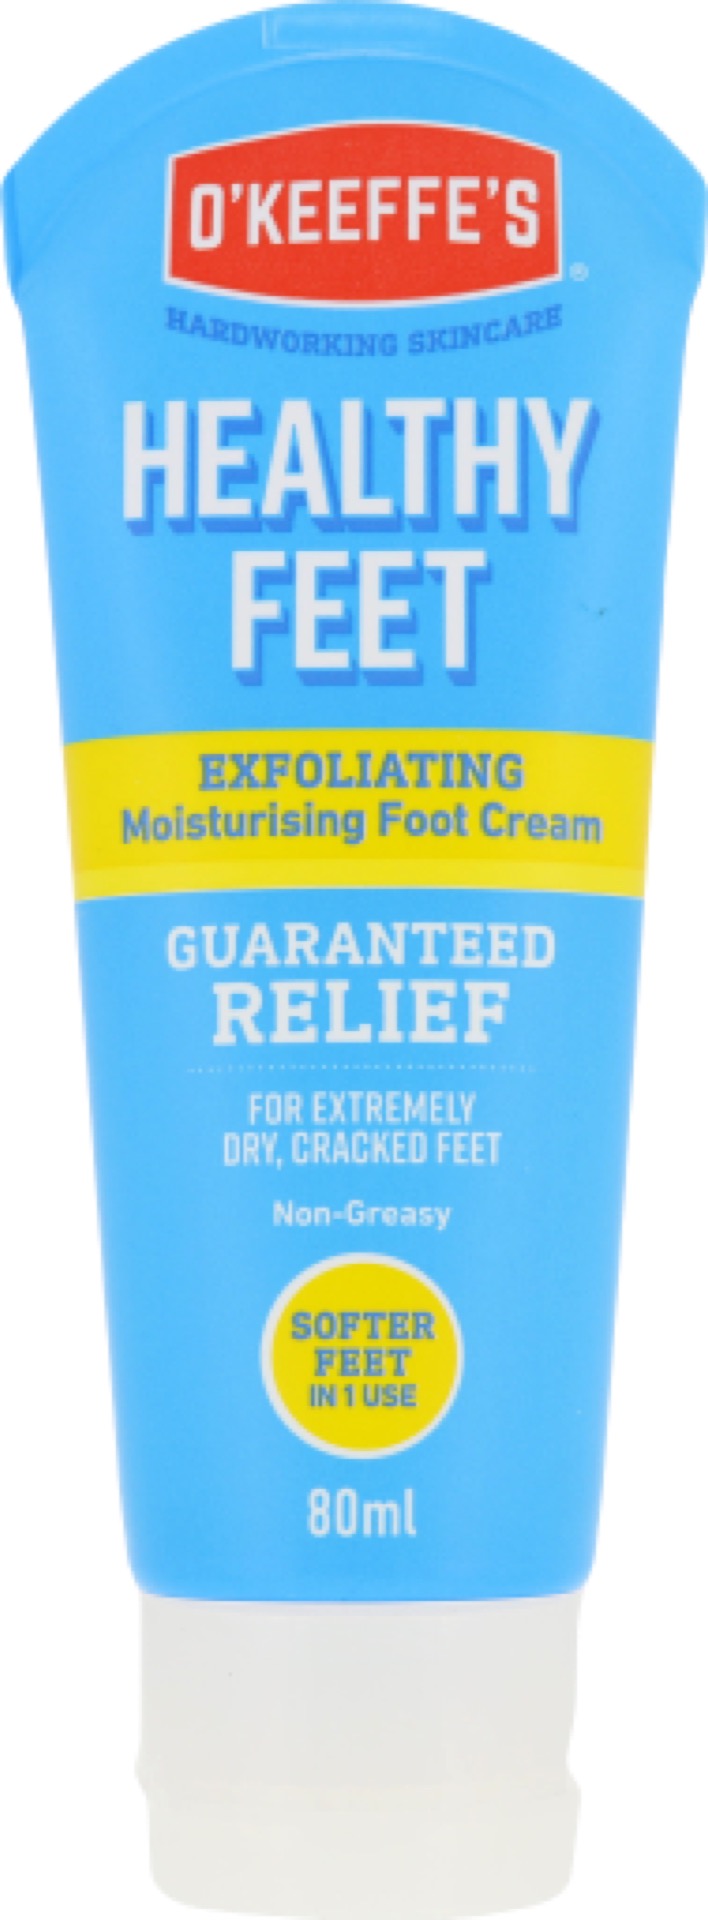 O'KEEFFE'S
®
HARDWORKING SKINCARE
HEALTHY
FEET
EXFOLIATING
Moisturising Foot Cream
GUARANTEED
RELIEF
FOR EXTREMELY
DRY, CRACKED FEET
Non-Greasy
SOFTER
FEET
IN 1 USE
80ml